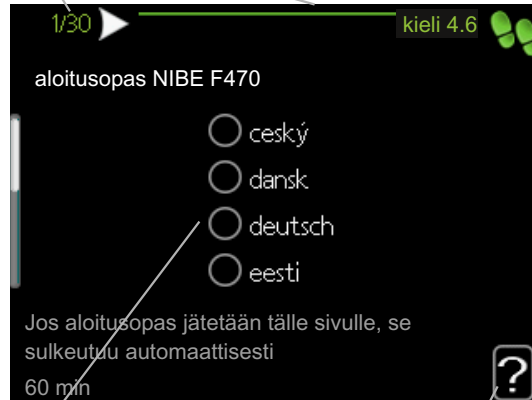 1/30
kieli 4.6
aloitusopas NIBE F470
ceský
dansk
deutsch
eesti
Jos aloitusopas jätetään tälle sivulle, se
sulkeutuu automaattisesti
60 min
?